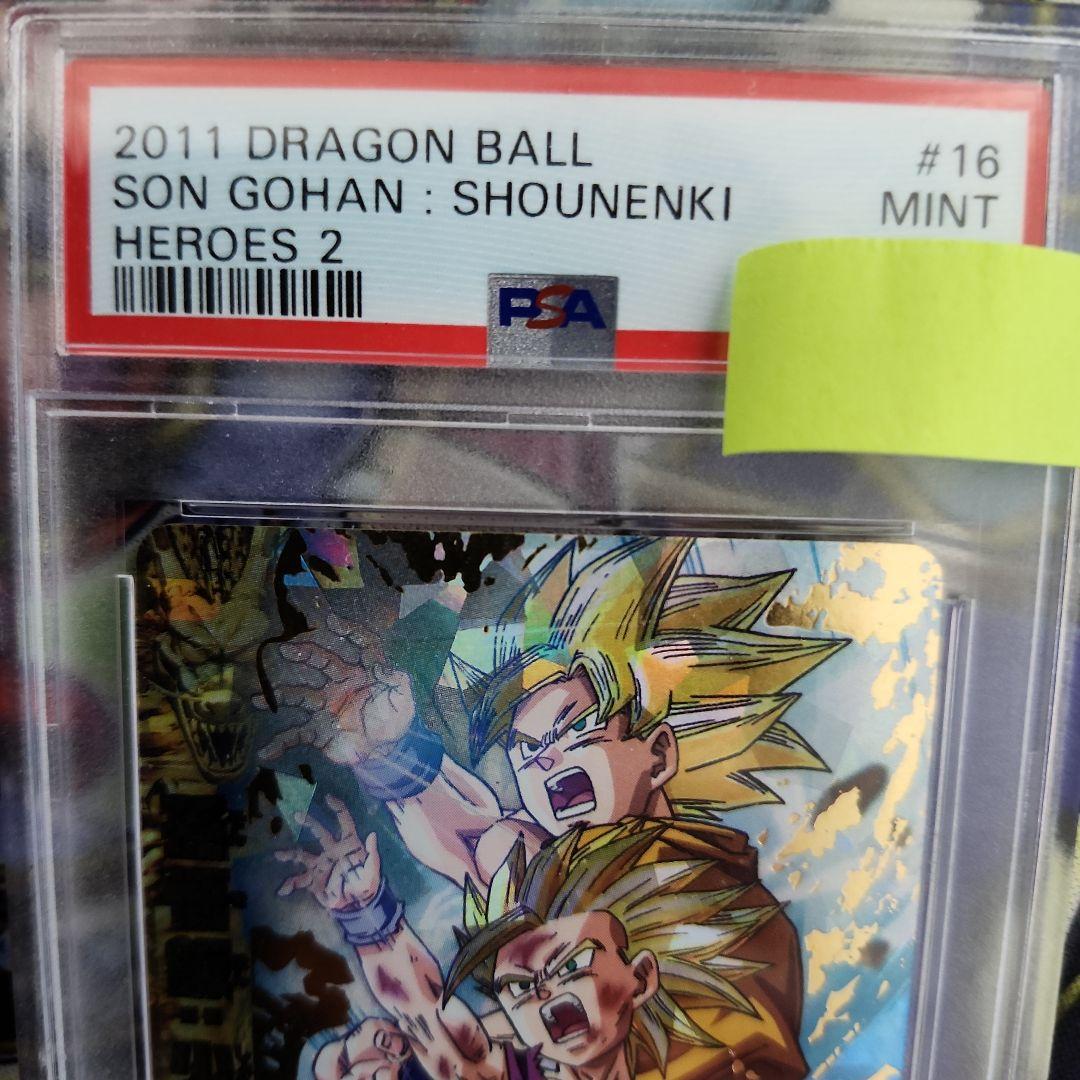 2011 DRAGON BALL #16
SON GOHAN : SHOUNENKI MINT
HEROES 2
PSA